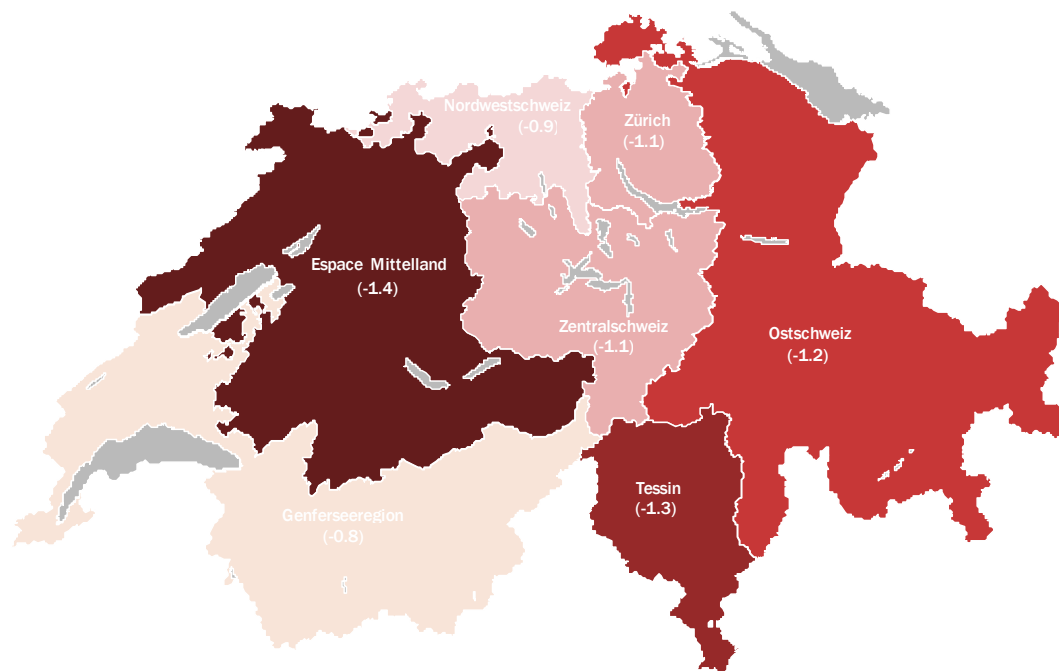 Nordwestschweiz
(-0.9)
Zürich
(-1.1)
Espace Mittelland
(-1.4)
Zentralschweiz
(-1.1)
Ostschweiz
(-1.2)
Tessin
(-1.3)
Genferseeregion
(-0.8)